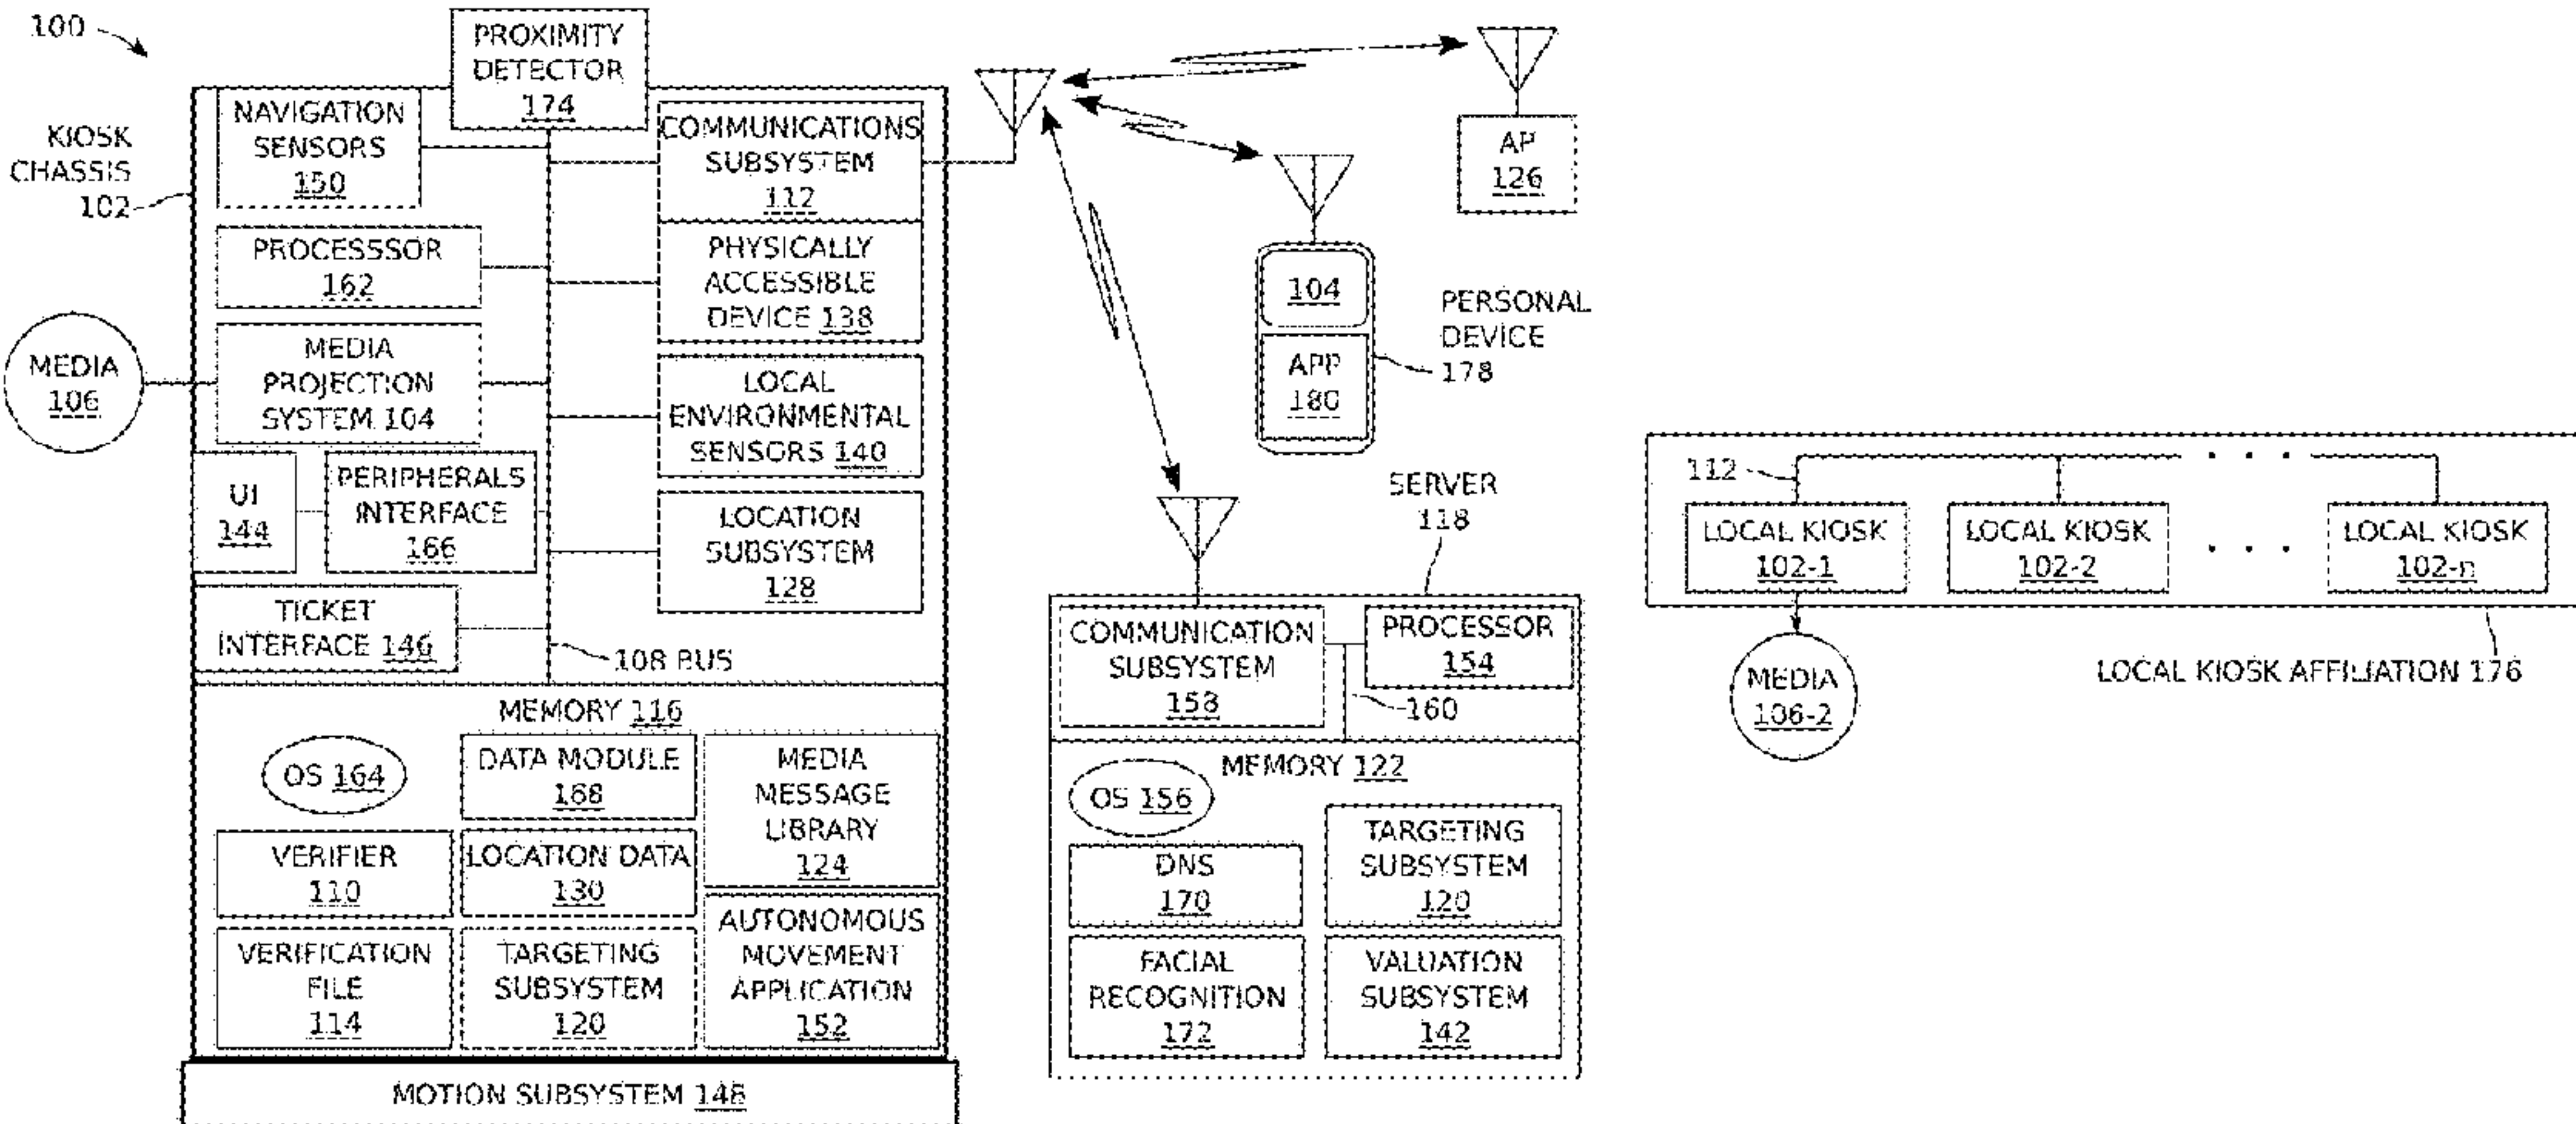 100
PROXIMITY
DETECTOR
174
KIOSK
CHASSIS
102
NAVIGATION
SENSORS
150
COMMUNICATIONS
SUBSYSTEM
112
PROCESSSOR
162
PHYSICALLY
ACCESSIBLE
DEVICE 138
MEDIA
106
MEDIA
PROJECTION
SYSTEM 104
LOCAL
ENVIRONMENTAL
SENSORS 140
UI
144
PERIPHERALS
INTERFACE
166
LOCATION
SUBSYSTEM
128
TICKET
INTERFACE 146
108 BUS
MEMORY 116
OS 164
DATA MODULE
168
MEDIA
MESSAGE
LIBRARY
124
VERIFIER
110
LOCATION DATA
130
VERIFICATION
FILE
114
TARGETING
SUBSYSTEM
120
AUTONOMOUS
MOVEMENT
APPLICATION
152
MOTION SUBSYSTEM 148
AP
126
104
APP
180
PERSONAL
DEVICE
178
SERVER
118
COMMUNICATION
SUBSYSTEM
158
PROCESSOR
154
160
MEMORY 122
OS 156
DNS
170
TARGETING
SUBSYSTEM
120
FACIAL
RECOGNITION
172
VALUATION
SUBSYSTEM
142
112
. . .
LOCAL KIOSK
102-1
LOCAL KIOSK
102-2
. . .
LOCAL KIOSK
102-n
MEDIA
106-2
LOCAL KIOSK AFFILIATION 176